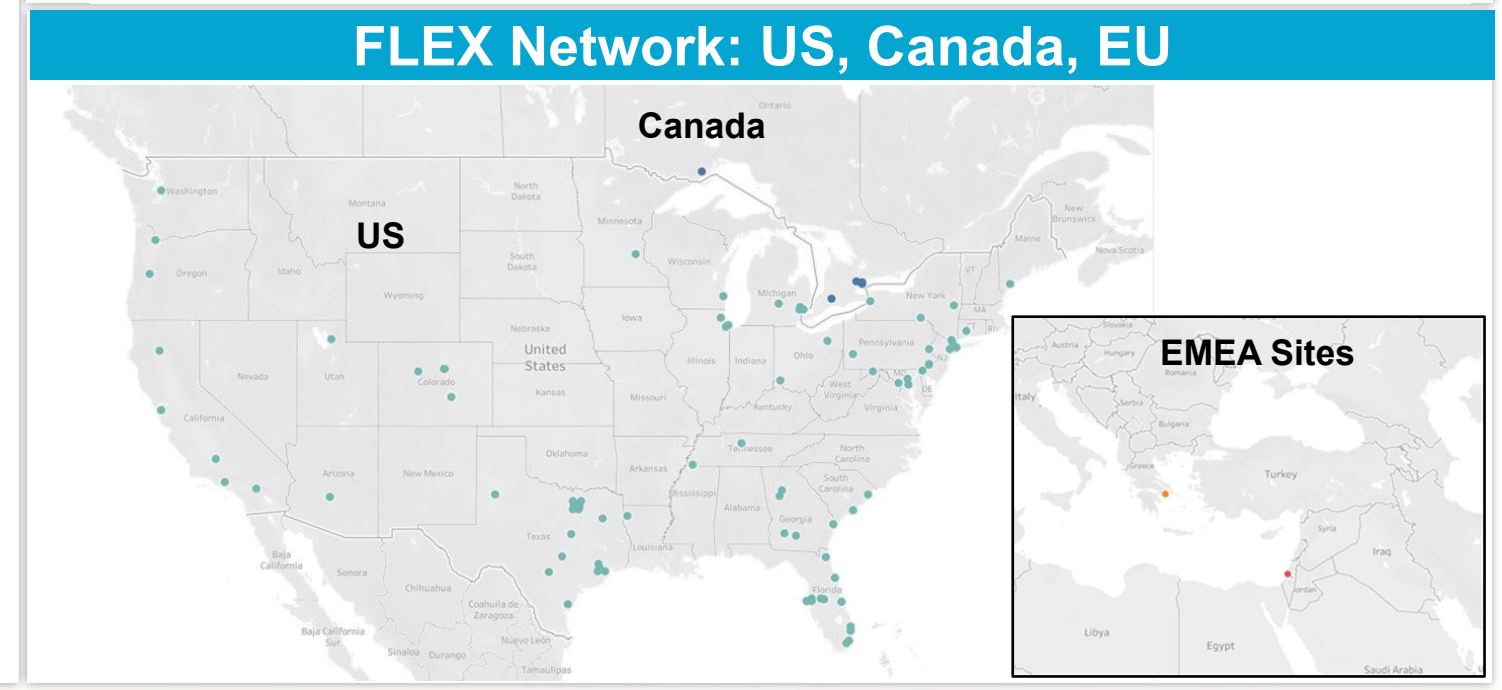 FLEX Network: US, Canada, EU
Ontario
Canada
Washington
Montana
North
Dakota
Minnesota
New
Brunswick
Maine
Nova Scotia
US
Oregon
Idaho
South
Dakota
Wisconsin
VT
Wyoming
Michigan
New York
MA
Iowa
RI
Nebraska
United
States
Pennsylvania
NJ
Nevada
Utah
Colorado
Illinois
Indiana
Ohio
MD
DE
Kansas
Missouri
West
Virginia
Virginia
Kentucky
California
Tennessee
North
Carolina
Oklahoma
Arkansas
Arizona
New Mexico
South
Carolina
Mississippi
Alabama
Georgia
Texas
Louisiana
Baja
California
Sonora
Chihuahua
Florida
Coahuila de
Zaragoza
Baja California
Sur
Nuevo León
Sinaloa
Durango
Tamaulipas
Slovakia
Austria
Hungary
EMEA Sites
Romania
Italy
Serbia
Bulgaria
Greece
Turkey
Syria
Iraq
Jordan
Libya
Egypt
Saudi Arabia